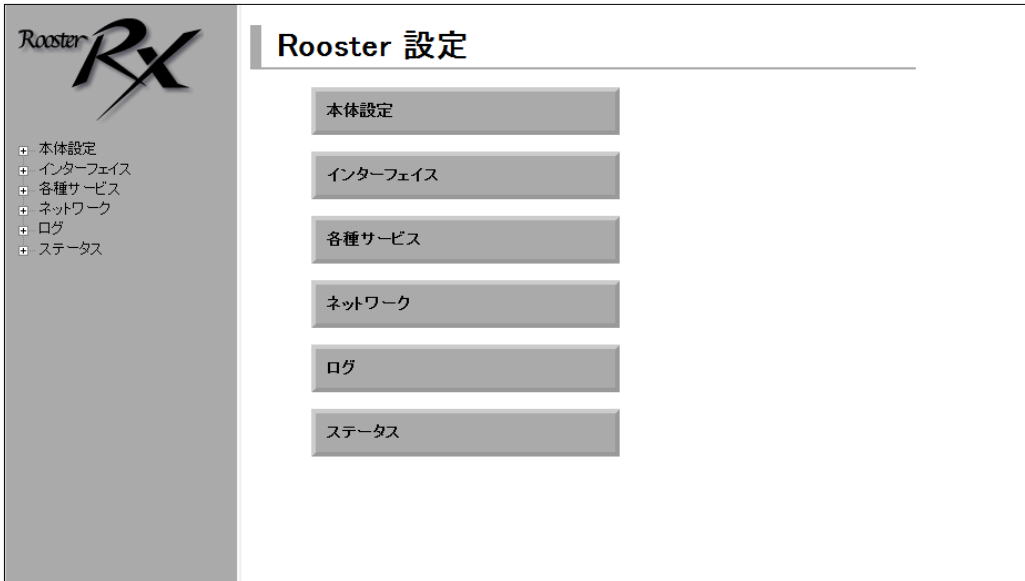 Rooster RX
本体設定
インターフェイス
各種サービス
ネットワーク
ログ
ステータス
Rooster 設定
本体設定
インターフェイス
各種サービス
ネットワーク
ログ
ステータス